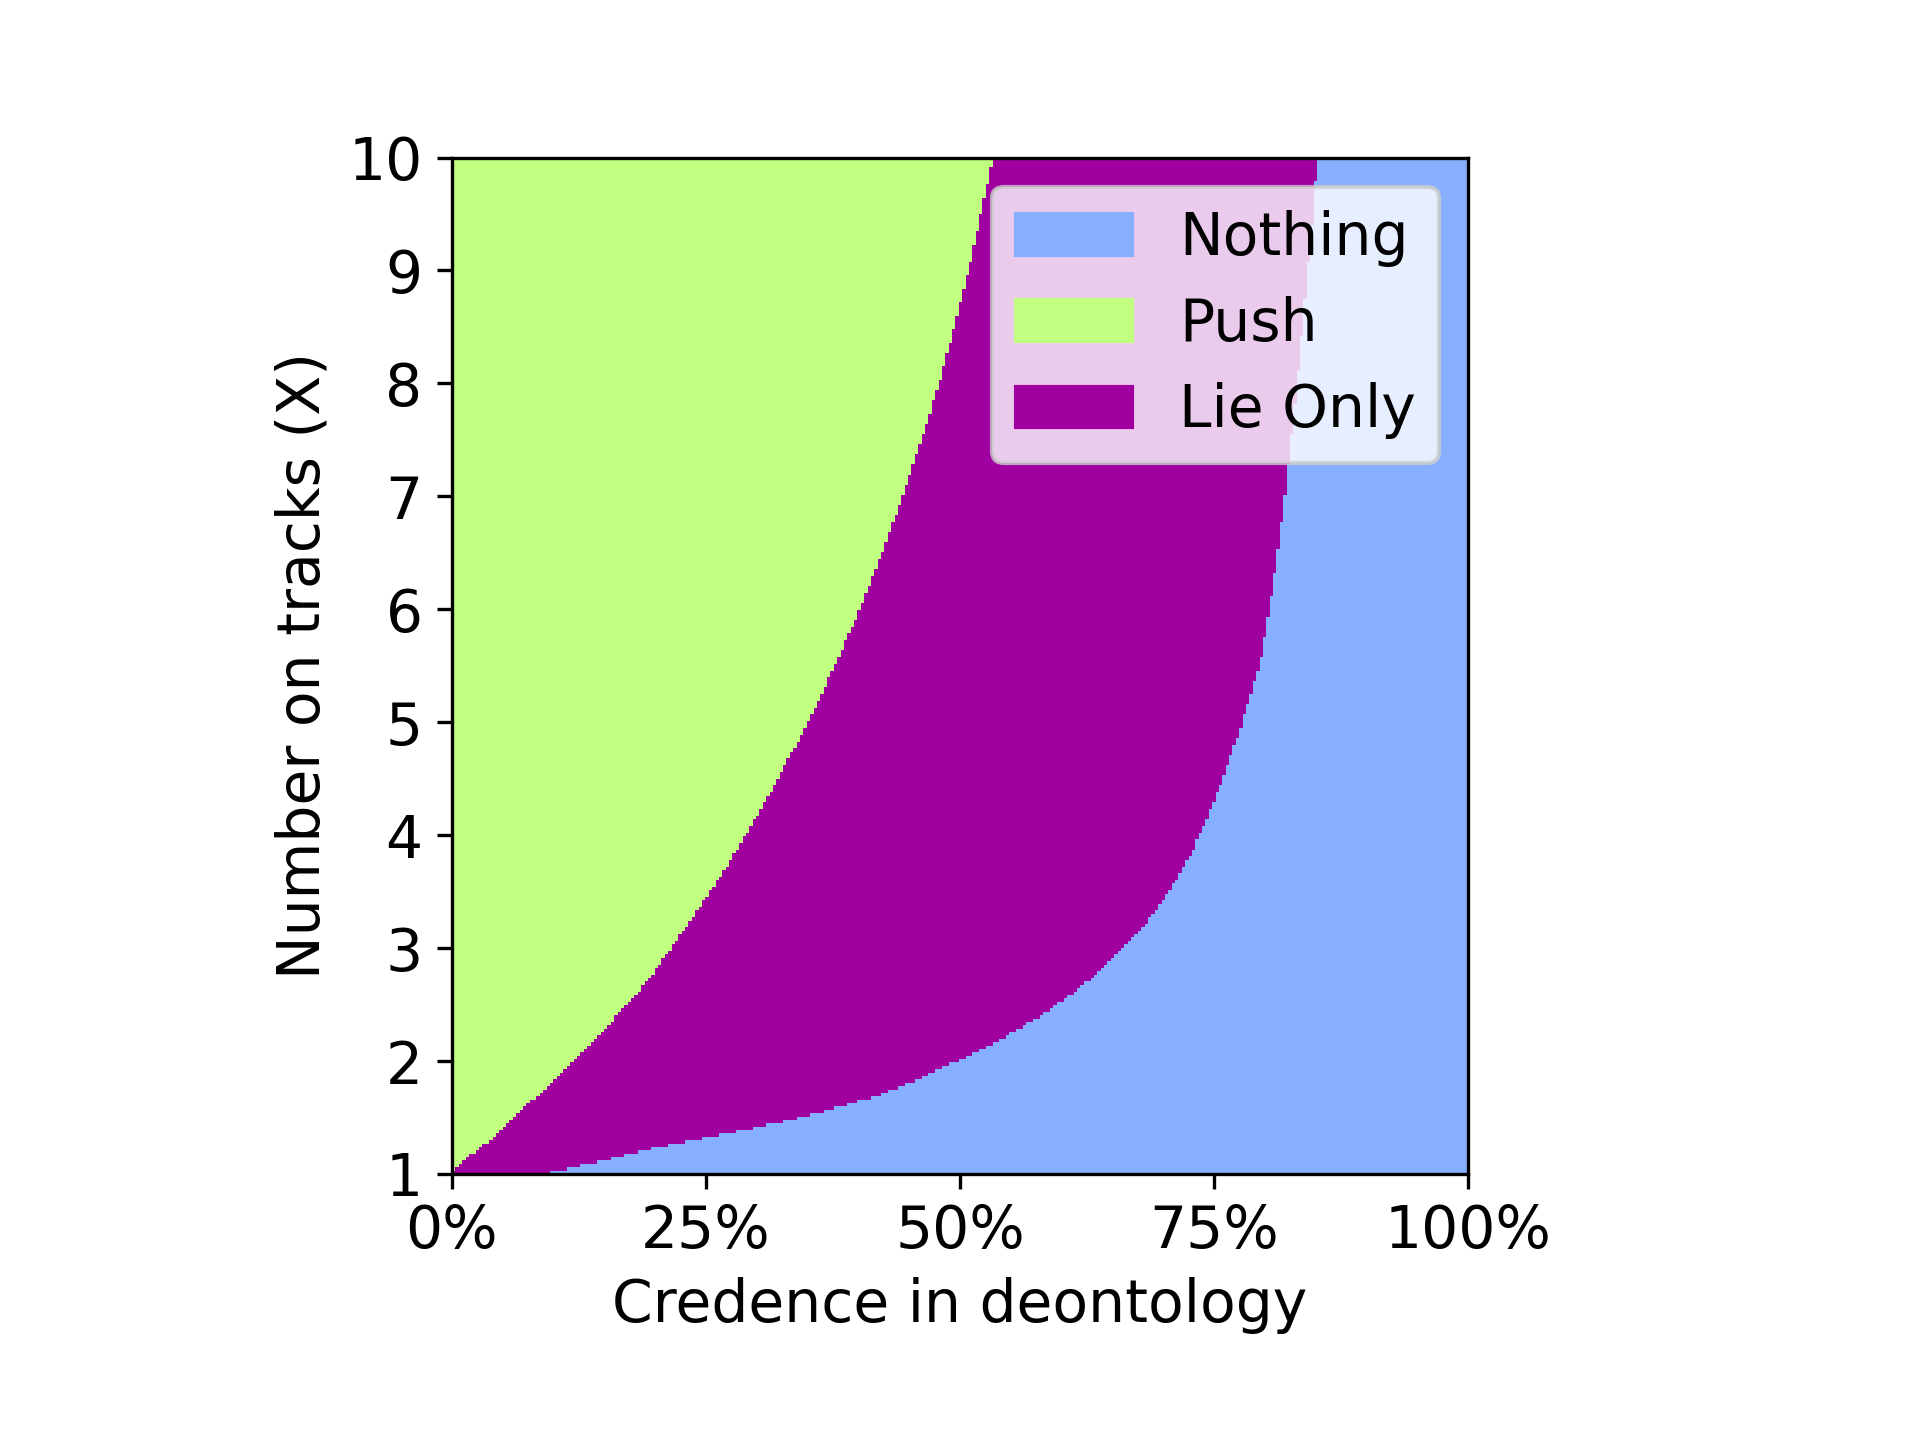 10
9
8
7
6
5
4
3
2
1
Number on tracks (X)
Nothing
Push
Lie Only
0% 25% 50% 75% 100%
Credence in deontology